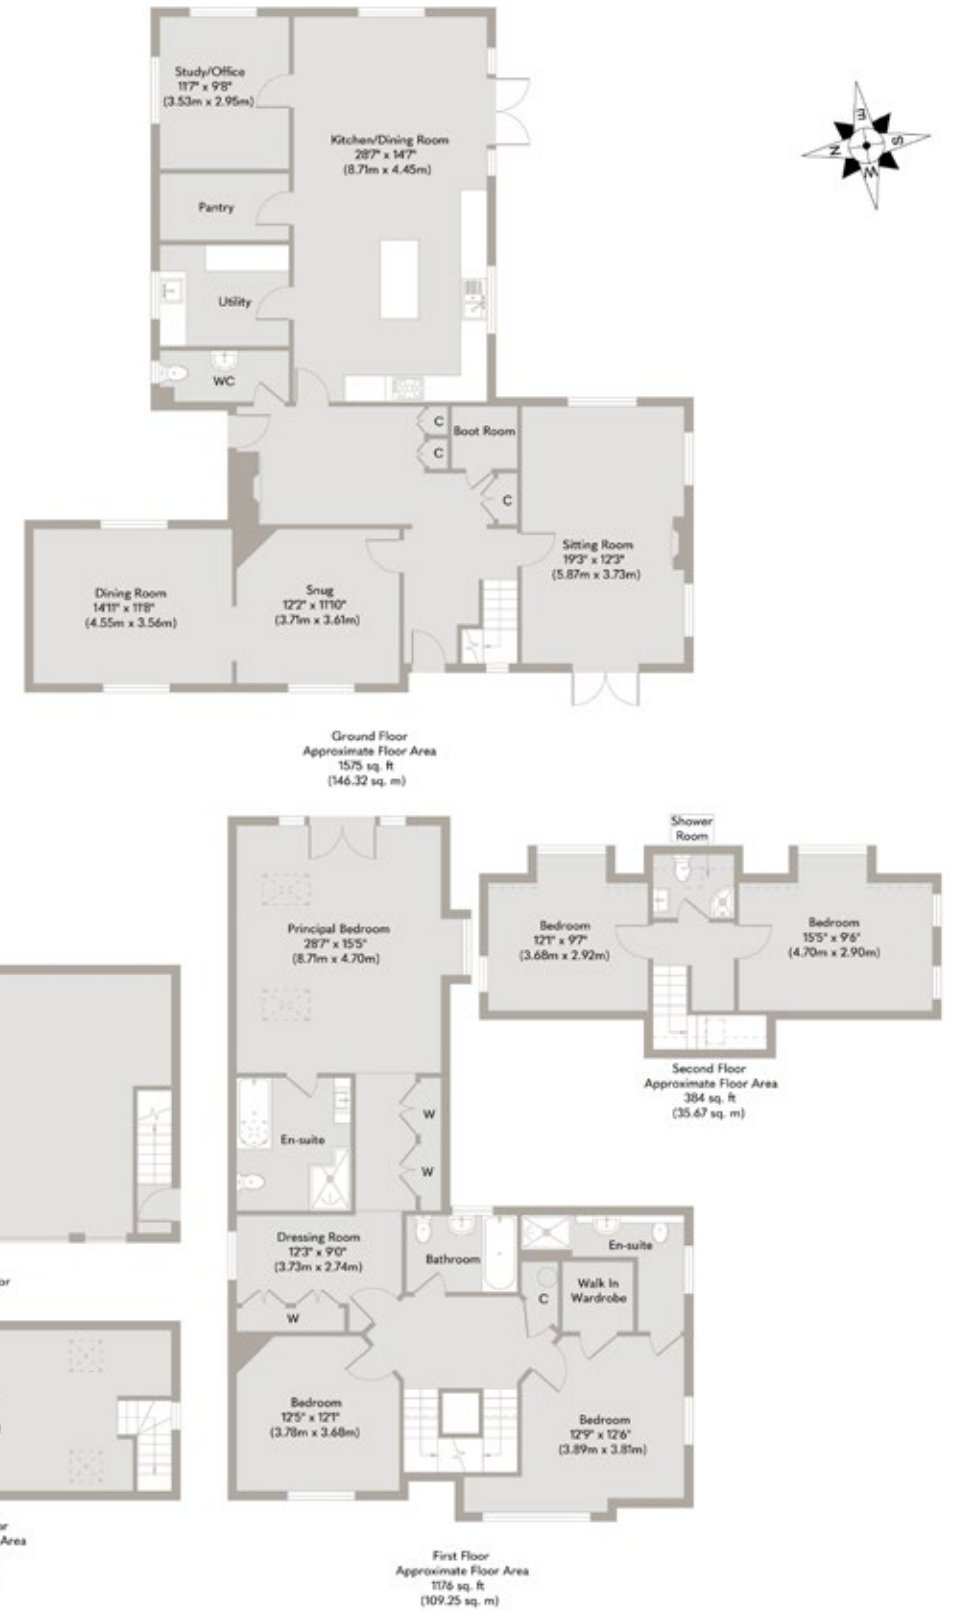 Study/Office
11'7" x 9'8"
(3.53m x 2.95m)
Kitchen/Dining Room
28'7" x 14'7"
(8.71m x 4.45m)
E
S
N
W
Pantry
Utility
WC
C
C
Boot Room
C
Sitting Room
19'3" x 12'3"
(5.87m x 3.73m)
Dining Room
14'11" x 11'8"
(4.55m x 3.56m)
Snug
12'2" x 11'10"
(3.71m x 3.61m)
Ground Floor
Approximate Floor Area
1575 sq. ft
(146.32 sq. m)
Shower
Room
Principal Bedroom
28'7" x 15'5"
(8.71m x 4.70m)
Bedroom
12'1" x 9'7"
(3.68m x 2.92m)
Bedroom
15'5" x 9'6"
(4.70m x 2.90m)
Second Floor
Approximate Floor Area
384 sq. ft
(35.67 sq. m)
W
En-suite
W
Dressing Room
12'3" x 9'0"
(3.73m x 2.74m)
W
Bathroom
En-suite
Walk In
Wardrobe
C
or
Bedroom
12'5" x 12'1"
(3.78m x 3.68m)
Bedroom
12'9" x 12'6"
(3.89m x 3.81m)
)
or
Area
First Floor
Approximate Floor Area
1176 sq. ft
(109.25 sq. m)